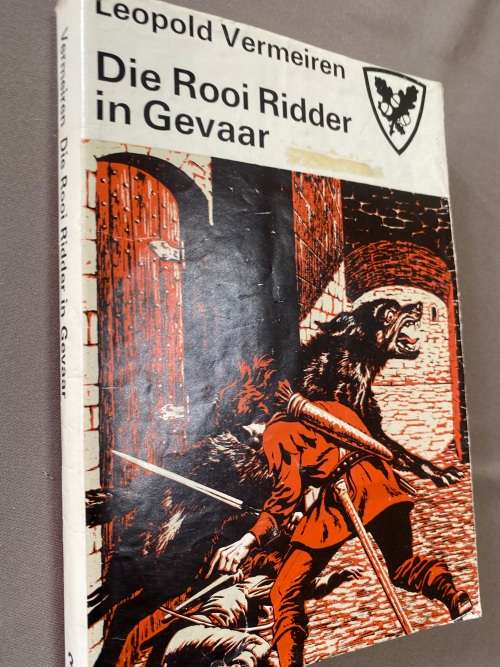 Leopold Vermeiren
Die Rooi Ridder
in Gevaar
Vermeiren Die Rooi Ridder in Gevaar